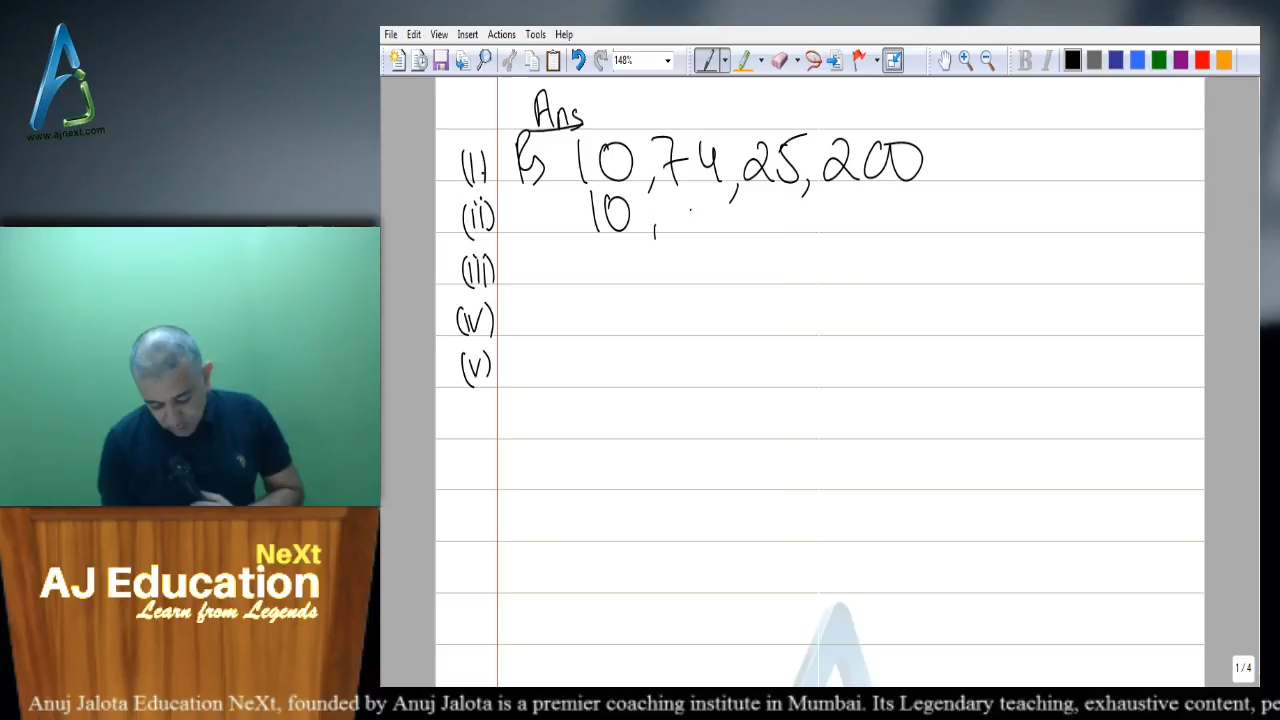 www.ajnext.com
File Edit View Insert Actions Tools Help
148%
B I
Ans
(i) Rs 10,74,25,200
(ii) 10,
(iii)
(iv)
(v)
1/4
NeXt
AJ Education
Learn from Legends
Anuj Jalota Education NeXt, founded by Anuj Jalota is a premier coaching institute in Mumbai. Its Legendary teaching, exhaustive content, pe